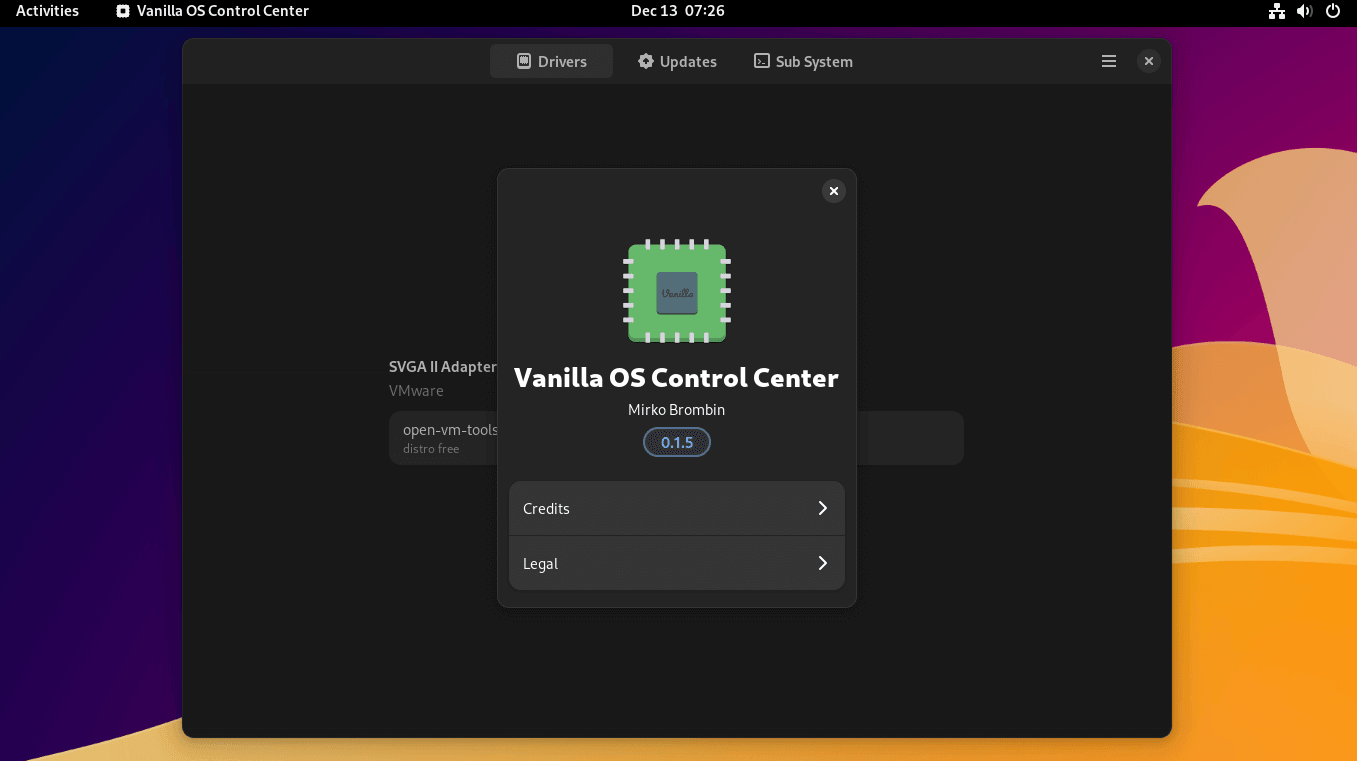 Activities Vanilla OS Control Center Dec 13 07:26
Drivers Updates Sub System
Vanilla
Vanilla OS Control Center
Mirko Brombin
0.1.5
Credits
Legal
SVGA II Adapter
VMware
open-vm-tools
distro free